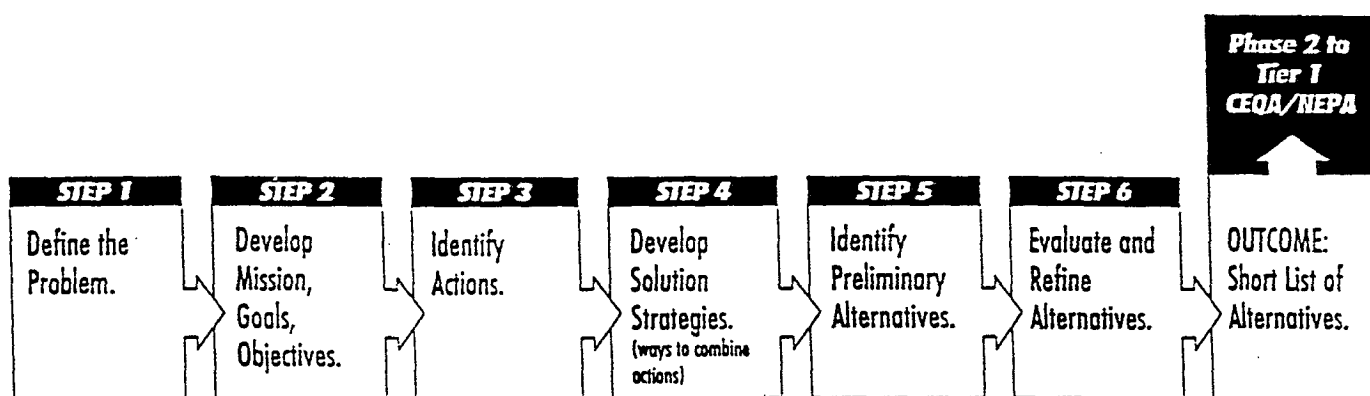 Phase 2 to
Tier 1
CEQA/NEPA
STEP 1
Define the
Problem.
STEP 2
Develop
Mission,
Goals,
Objectives.
STEP 3
Identify
Actions.
STEP 4
Develop
Solution
Strategies.
(ways to combine
actions)
STEP 5
Identify
Preliminary
Alternatives.
STEP 6
Evaluate and
Refine
Alternatives.
OUTCOME:
Short List of
Alternatives.